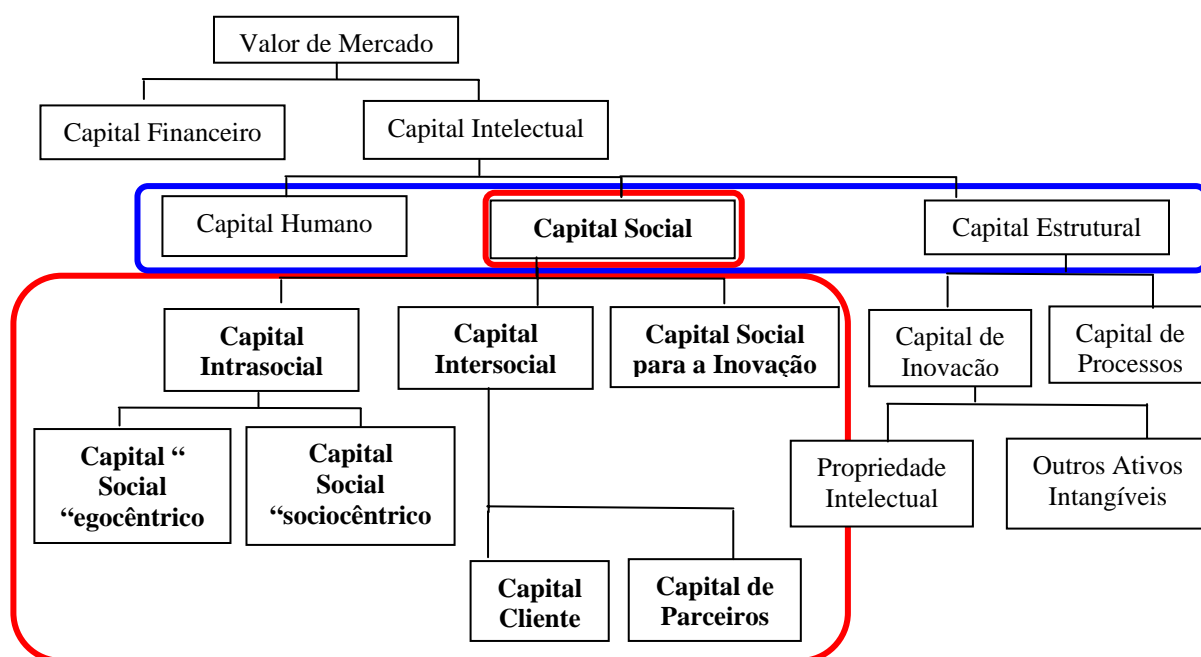 Valor de Mercado
Capital Financeiro
Capital Intelectual
Capital Humano
Capital Social
Capital Estrutural
Capital
Intrasocial
Capital
Intersocial
Capital Social
para a Inovação
Capital de
Inovacão
Capital de
Processos
Capital “
Social
“egocêntrico
Capital
Social
“sociocêntrico
Propriedade
Intelectual
Outros Ativos
Intangíveis
Capital
Cliente
Capital de
Parceiros